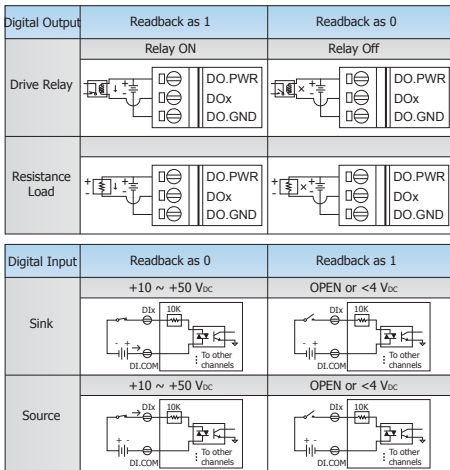 Digital Output Readback as 1 Readback as 0
Relay ON Relay Off
Drive Relay
DO.PWR
DOx
DO.GND
DO.PWR
DOx
DO.GND
Resistance
Load
DO.PWR
DOx
DO.GND
DO.PWR
DOx
DO.GND
Digital Input Readback as 0 Readback as 1
+10 ~ +50 VDC OPEN or <4 VDC
Sink
DIx 10K
- +
DI.COM
To other
channels
DIx 10K
- +
DI.COM
To other
channels
+10 ~ +50 VDC OPEN or <4 VDC
Source
DIx 10K
+ -
DI.COM
To other
channels
DIx 10K
+ -
DI.COM
To other
channels